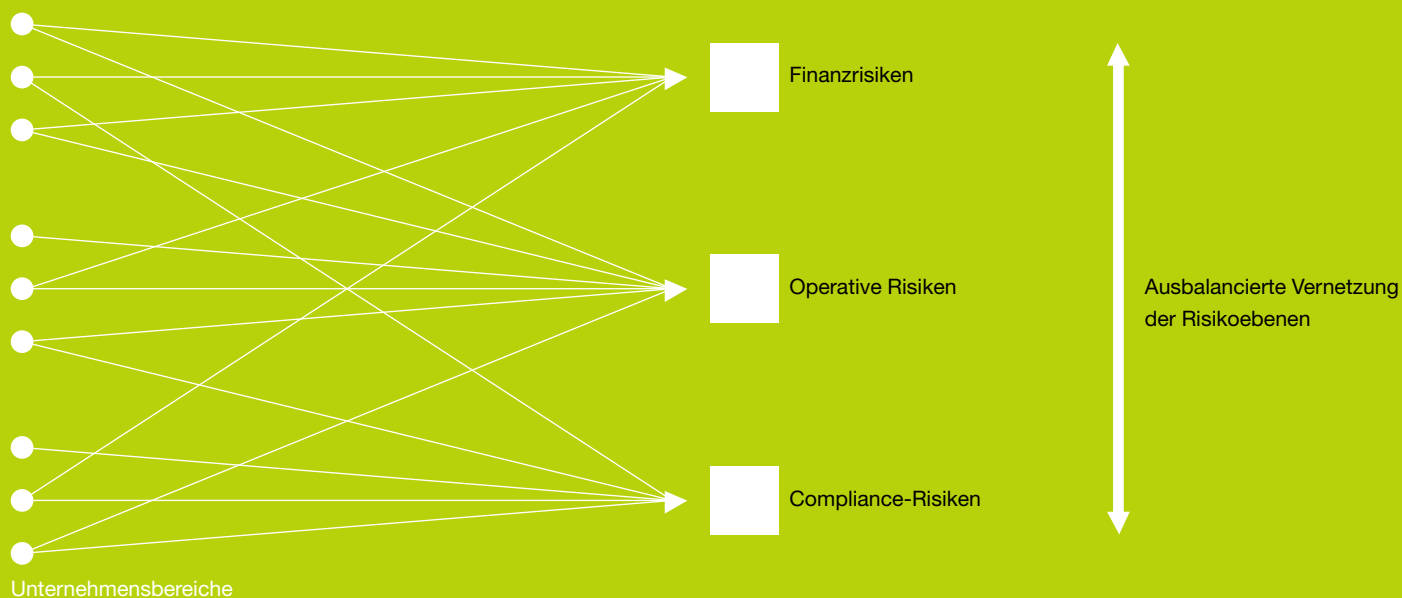 Finanzrisiken
Operative Risiken
Ausbalancierte Vernetzung
der Risikoebenen
Compliance-Risiken
Unternehmensbereiche